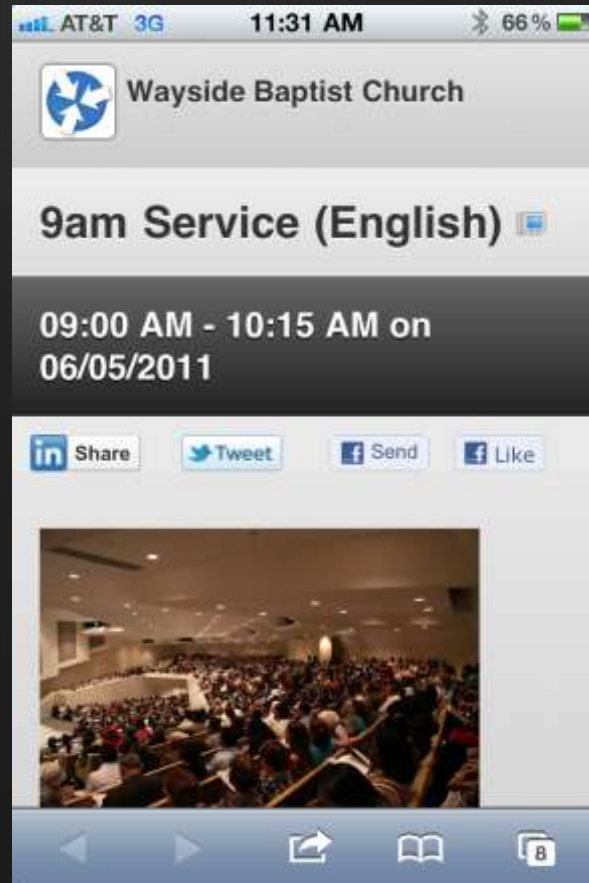 AT&T 3G 11:31 AM 66%
Wayside Baptist Church
9am Service (English)
09:00 AM - 10:15 AM on
06/05/2011
in Share Tweet f Send f Like
8